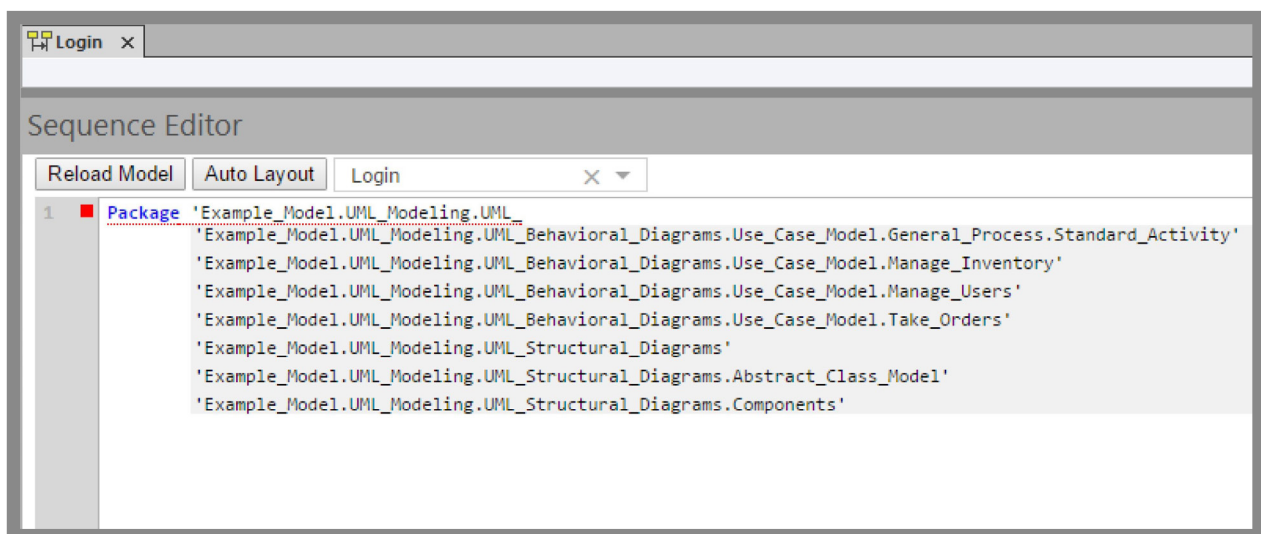 Login ×
Sequence Editor
Reload Model Auto Layout Login
1 Package 'Example_Model.UML_Modeling.UML_
'Example_Model.UML_Modeling.UML_Behavioral_Diagrams.Use_Case_Model.General_Process.Standard_Activity'
'Example_Model.UML_Modeling.UML_Behavioral_Diagrams.Use_Case_Model.Manage_Inventory'
'Example_Model.UML_Modeling.UML_Behavioral_Diagrams.Use_Case_Model.Manage_Users'
'Example_Model.UML_Modeling.UML_Behavioral_Diagrams.Use_Case_Model.Take_Orders'
'Example_Model.UML_Modeling.UML_Structural_Diagrams'
'Example_Model.UML_Modeling.UML_Structural_Diagrams.Abstract_Class_Model'
'Example_Model.UML_Modeling.UML_Structural_Diagrams.Components'